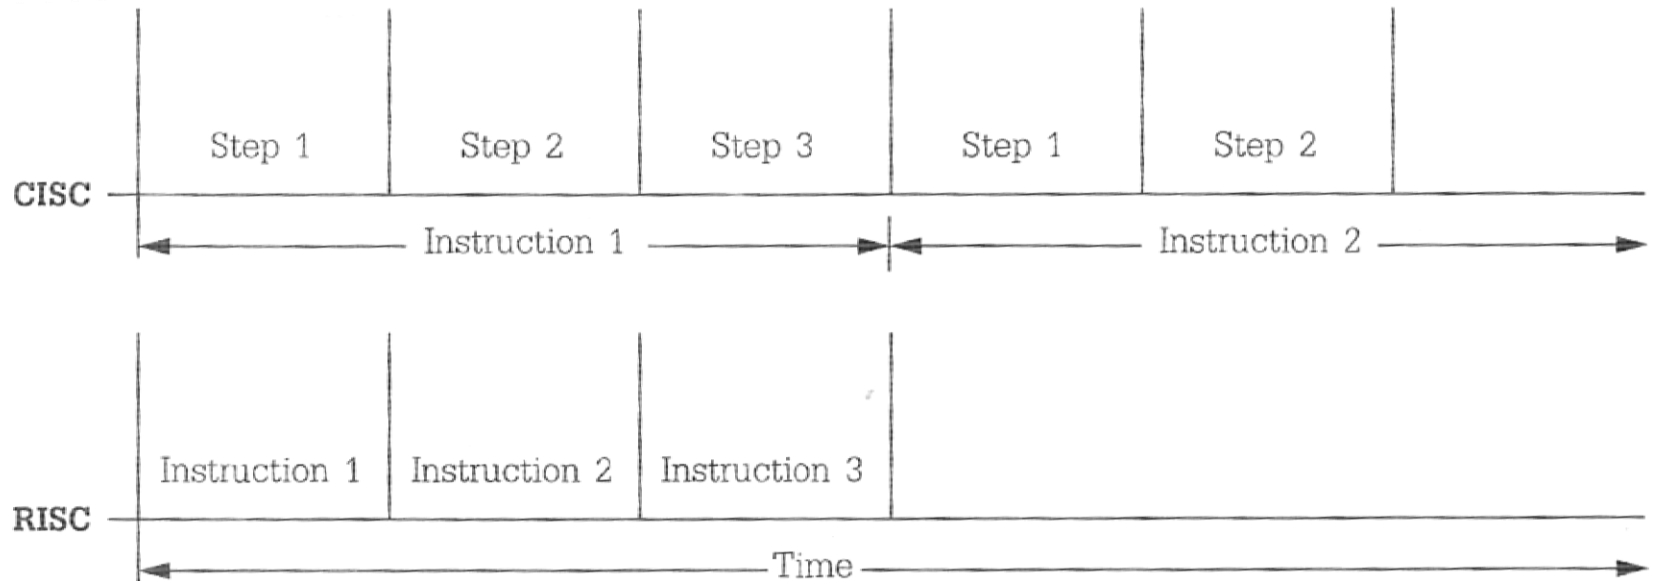 Step 1 Step 2 Step 3 Step 1 Step 2
CISC
Instruction 1 Instruction 2
Instruction 1 Instruction 2 Instruction 3
RISC
Time